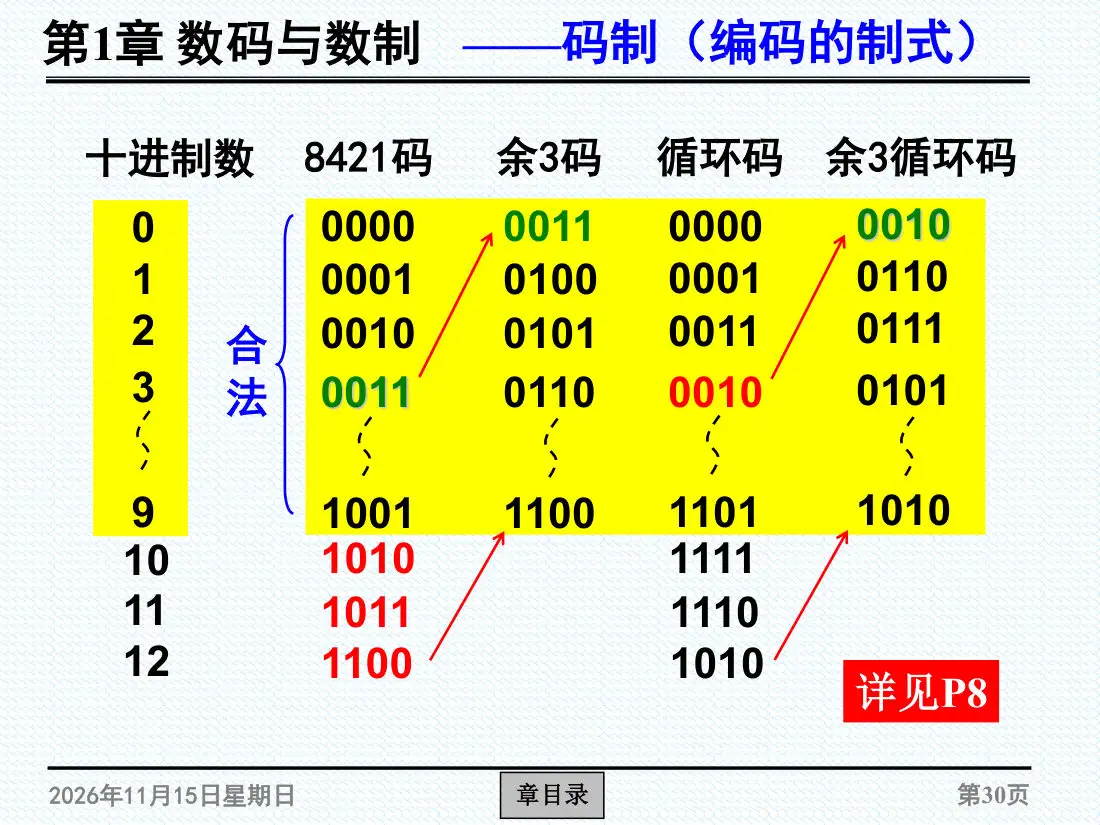 第1章 数码与数制 ——码制（编码的制式）
十进制数 8421码 余3码 循环码 余3循环码
0 0000 0011 0000 0010
1 0001 0100 0001 0110
2 0010 0101 0011 0111
合法
3 0011 0110 0010 0101
9 1001 1100 1101 1010
10 1010 1111
11 1011 1110
12 1100 1010
详见P8
2026年11月15日星期日 章目录 第30页